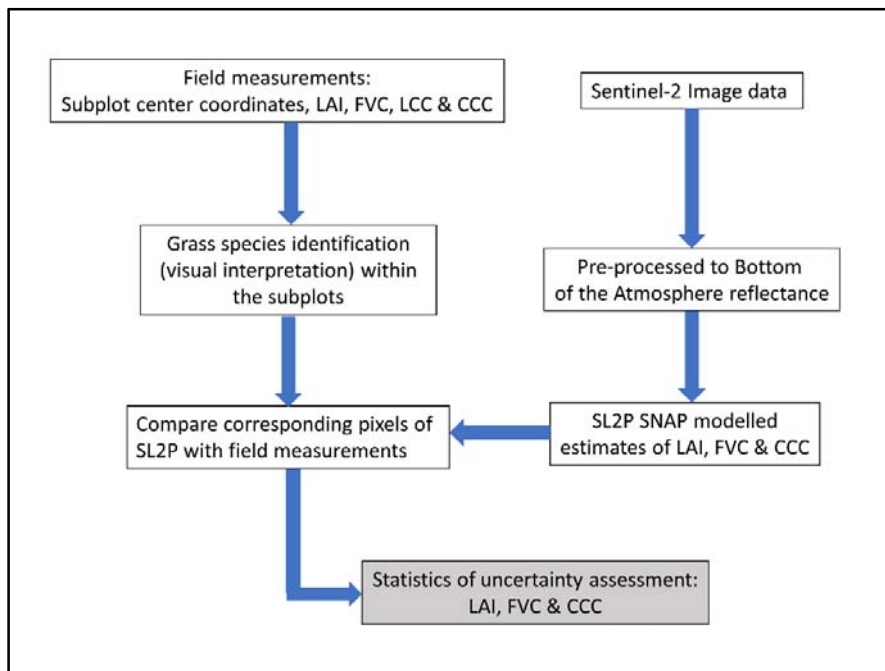 Field measurements:
Subplot center coordinates, LAI, FVC, LCC & CCC
Sentinel-2 Image data
Grass species identification
(visual interpretation) within
the subplots
Pre-processed to Bottom
of the Atmosphere reflectance
Compare corresponding pixels of
SL2P with field measurements
SL2P SNAP modelled
estimates of LAI, FVC & CCC
Statistics of uncertainty assessment:
LAI, FVC & CCC